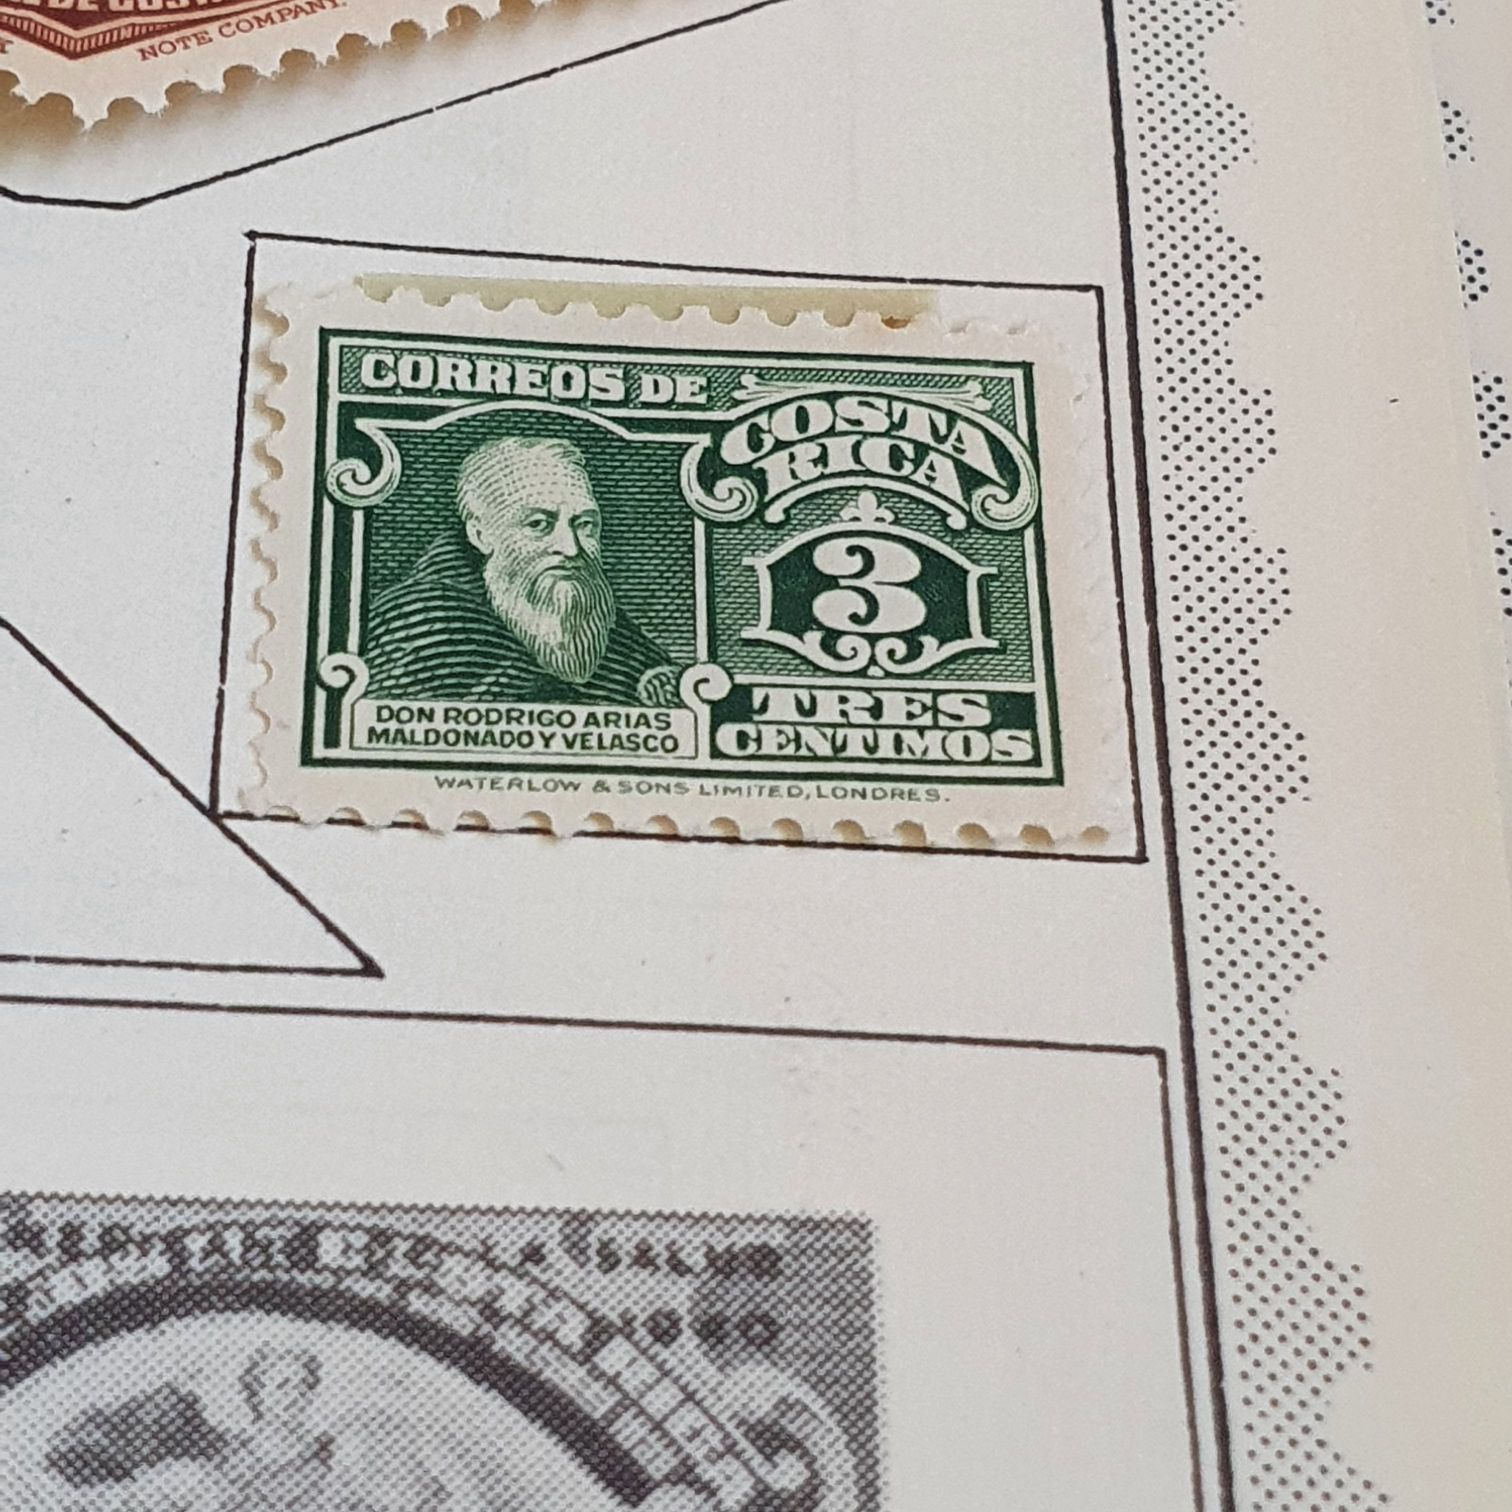 NOTE COMPANY.
CORREOS DE
COSTA
RICA
3
DON RODRIGO ARIAS
MALDONADO Y VELASCO
TRES
CENTIMOS
WATERLOW & SONS LIMITED, LONDRES.